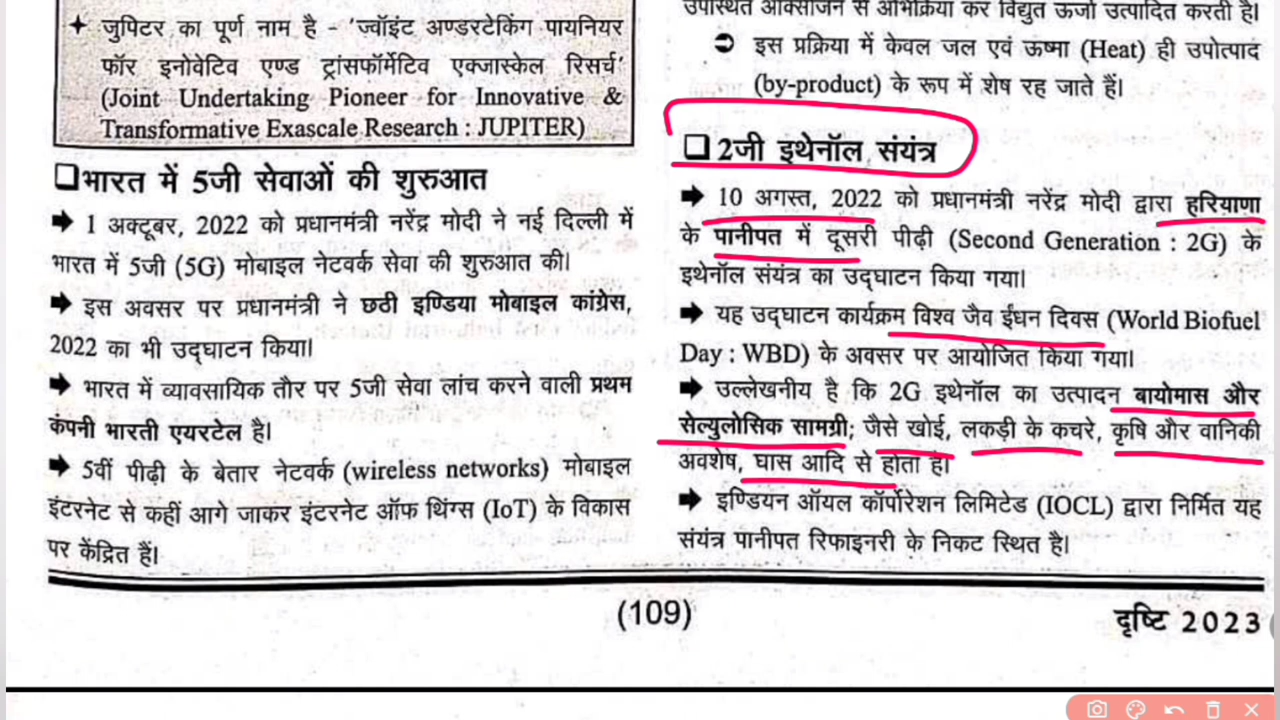 जुपिटर का पूर्ण नाम है - 'ज्वॉइंट अण्डरटेकिंग पायनियर
फॉर इनोवेटिव एण्ड ट्रांसफॉर्मेटिव एक्जास्केल रिसर्च'
(Joint Undertaking Pioneer for Innovative &
Transformative Exascale Research : JUPITER)
भारत में 5जी सेवाओं की शुरुआत
1 अक्टूबर, 2022 को प्रधानमंत्री नरेंद्र मोदी ने नई दिल्ली में
भारत में 5जी (5G) मोबाइल नेटवर्क सेवा की शुरुआत की।
इस अवसर पर प्रधानमंत्री ने छठी इण्डिया मोबाइल कांग्रेस,
2022 का भी उद्घाटन किया।
भारत में व्यावसायिक तौर पर 5जी सेवा लांच करने वाली प्रथम
कंपनी भारती एयरटेल है।
5वीं पीढ़ी के बेतार नेटवर्क (wireless networks) मोबाइल
इंटरनेट से कहीं आगे जाकर इंटरनेट ऑफ थिंग्स (IoT) के विकास
पर केंद्रित हैं।
उपस्थित ऑक्सीजन से अभिक्रिया कर विद्युत ऊर्जा उत्पादित करती है।
इस प्रक्रिया में केवल जल एवं ऊष्मा (Heat) ही उपोत्पाद
(by-product) के रूप में शेष रह जाते हैं।
2जी इथेनॉल संयंत्र
10 अगस्त, 2022 को प्रधानमंत्री नरेंद्र मोदी द्वारा हरियाणा
के पानीपत में दूसरी पीढ़ी (Second Generation : 2G) के
इथेनॉल संयंत्र का उद्घाटन किया गया।
यह उद्घाटन कार्यक्रम विश्व जैव ईंधन दिवस (World Biofuel
Day : WBD) के अवसर पर आयोजित किया गया।
उल्लेखनीय है कि 2G इथेनॉल का उत्पादन बायोमास और
सेल्युलोसिक सामग्री; जैसे खोई, लकड़ी के कचरे, कृषि और वानिकी
अवशेष, घास आदि से होता है।
इण्डियन ऑयल कॉर्पोरेशन लिमिटेड (IOCL) द्वारा निर्मित यह
संयंत्र पानीपत रिफाइनरी के निकट स्थित है।
(109)
दृष्टि 2023